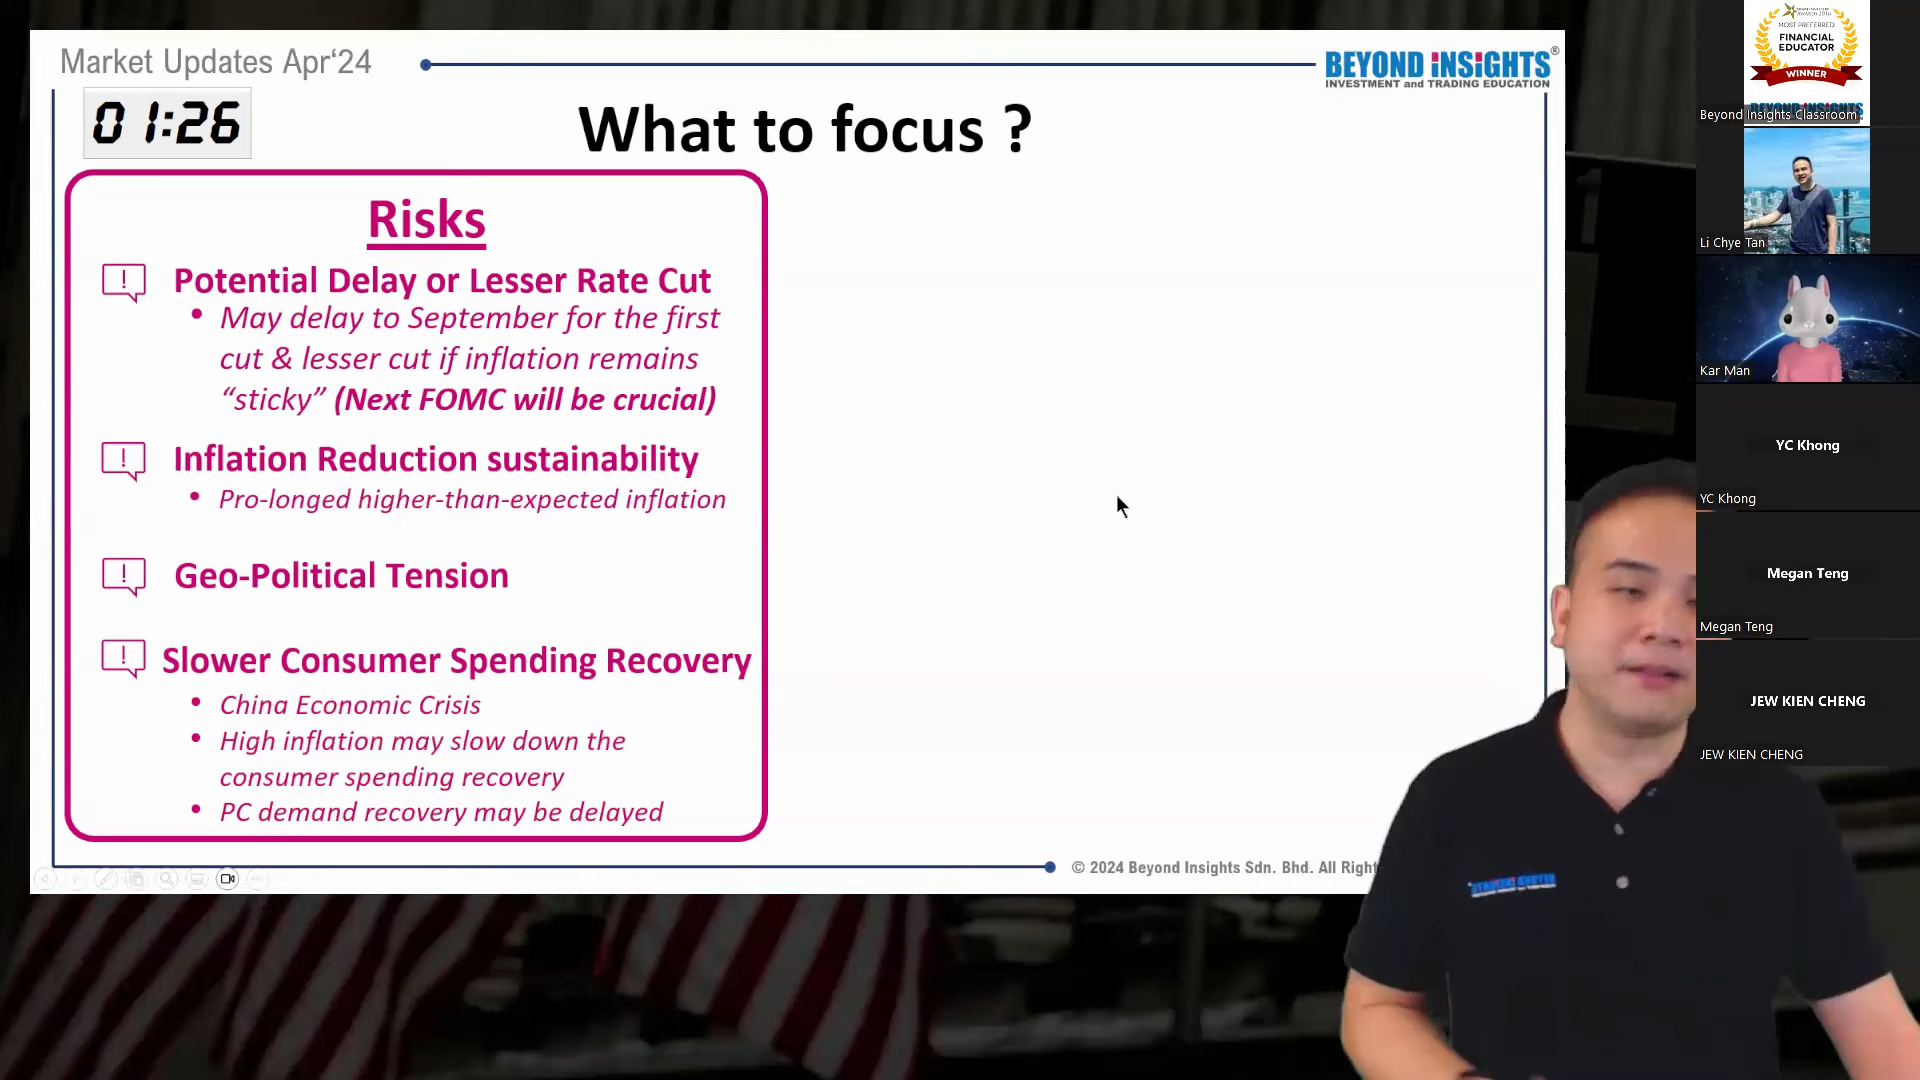 Market Updates Apr‘24
BEYOND iNSiGHTS®
INVESTMENT and TRADING EDUCATION
01:26
What to focus ?
Risks
! Potential Delay or Lesser Rate Cut
• May delay to September for the first
cut & lesser cut if inflation remains
“sticky” (Next FOMC will be crucial)
! Inflation Reduction sustainability
• Pro-longed higher-than-expected inflation
! Geo-Political Tension
! Slower Consumer Spending Recovery
• China Economic Crisis
• High inflation may slow down the
consumer spending recovery
• PC demand recovery may be delayed
© 2024 Beyond Insights Sdn. Bhd. All Right
MOST PREFERRED
FINANCIAL
EDUCATOR
WINNER
BEYOND INSIGHTS
Beyond Insights Classroom
Li Chye Tan
Kar Man
YC Khong
YC Khong
Megan Teng
Megan Teng
JEW KIEN CHENG
JEW KIEN CHENG